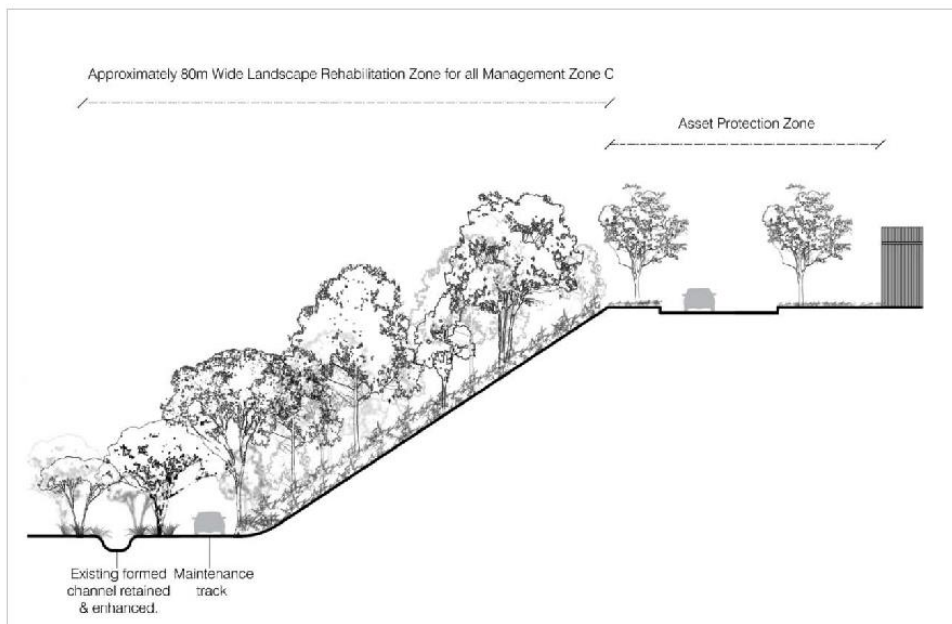 Approximately 80m Wide Landscape Rehabilitation Zone for all Management Zone C
Asset Protection Zone
Existing formed
channel retained
& enhanced.
Maintenance
track